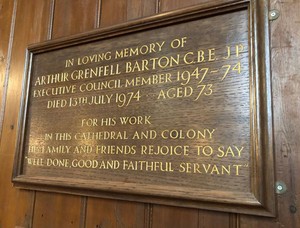 IN LOVING MEMORY OF
ARTHUR GRENFELL BARTON C.B.E. J.P.
EXECUTIVE COUNCIL MEMBER 1947 - 74
DIED 13TH JULY 1974 AGED 73
FOR HIS WORK
IN THIS CATHEDRAL AND COLONY
HIS FAMILY AND FRIENDS REJOICE TO SAY
"WELL DONE, GOOD AND FAITHFUL SERVANT"